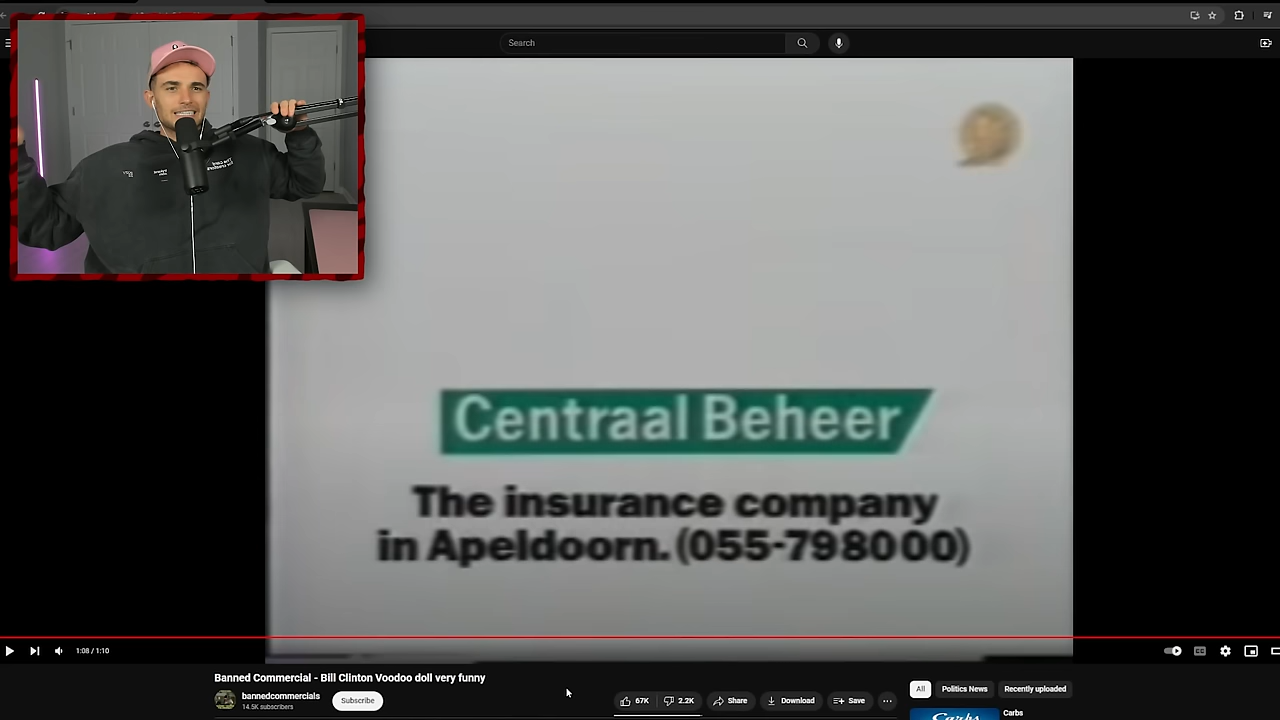 Search
Centraal Beheer
The insurance company
in Apeldoorn. (055-798000)
1:08 / 1:10
Banned Commercial - Bill Clinton Voodoo doll very funny
bannedcommercials
14.5K subscribers
Subscribe
67K
2.2K
Share
Download
Save
All
Politics News
Recently uploaded
Carbs
Carbs